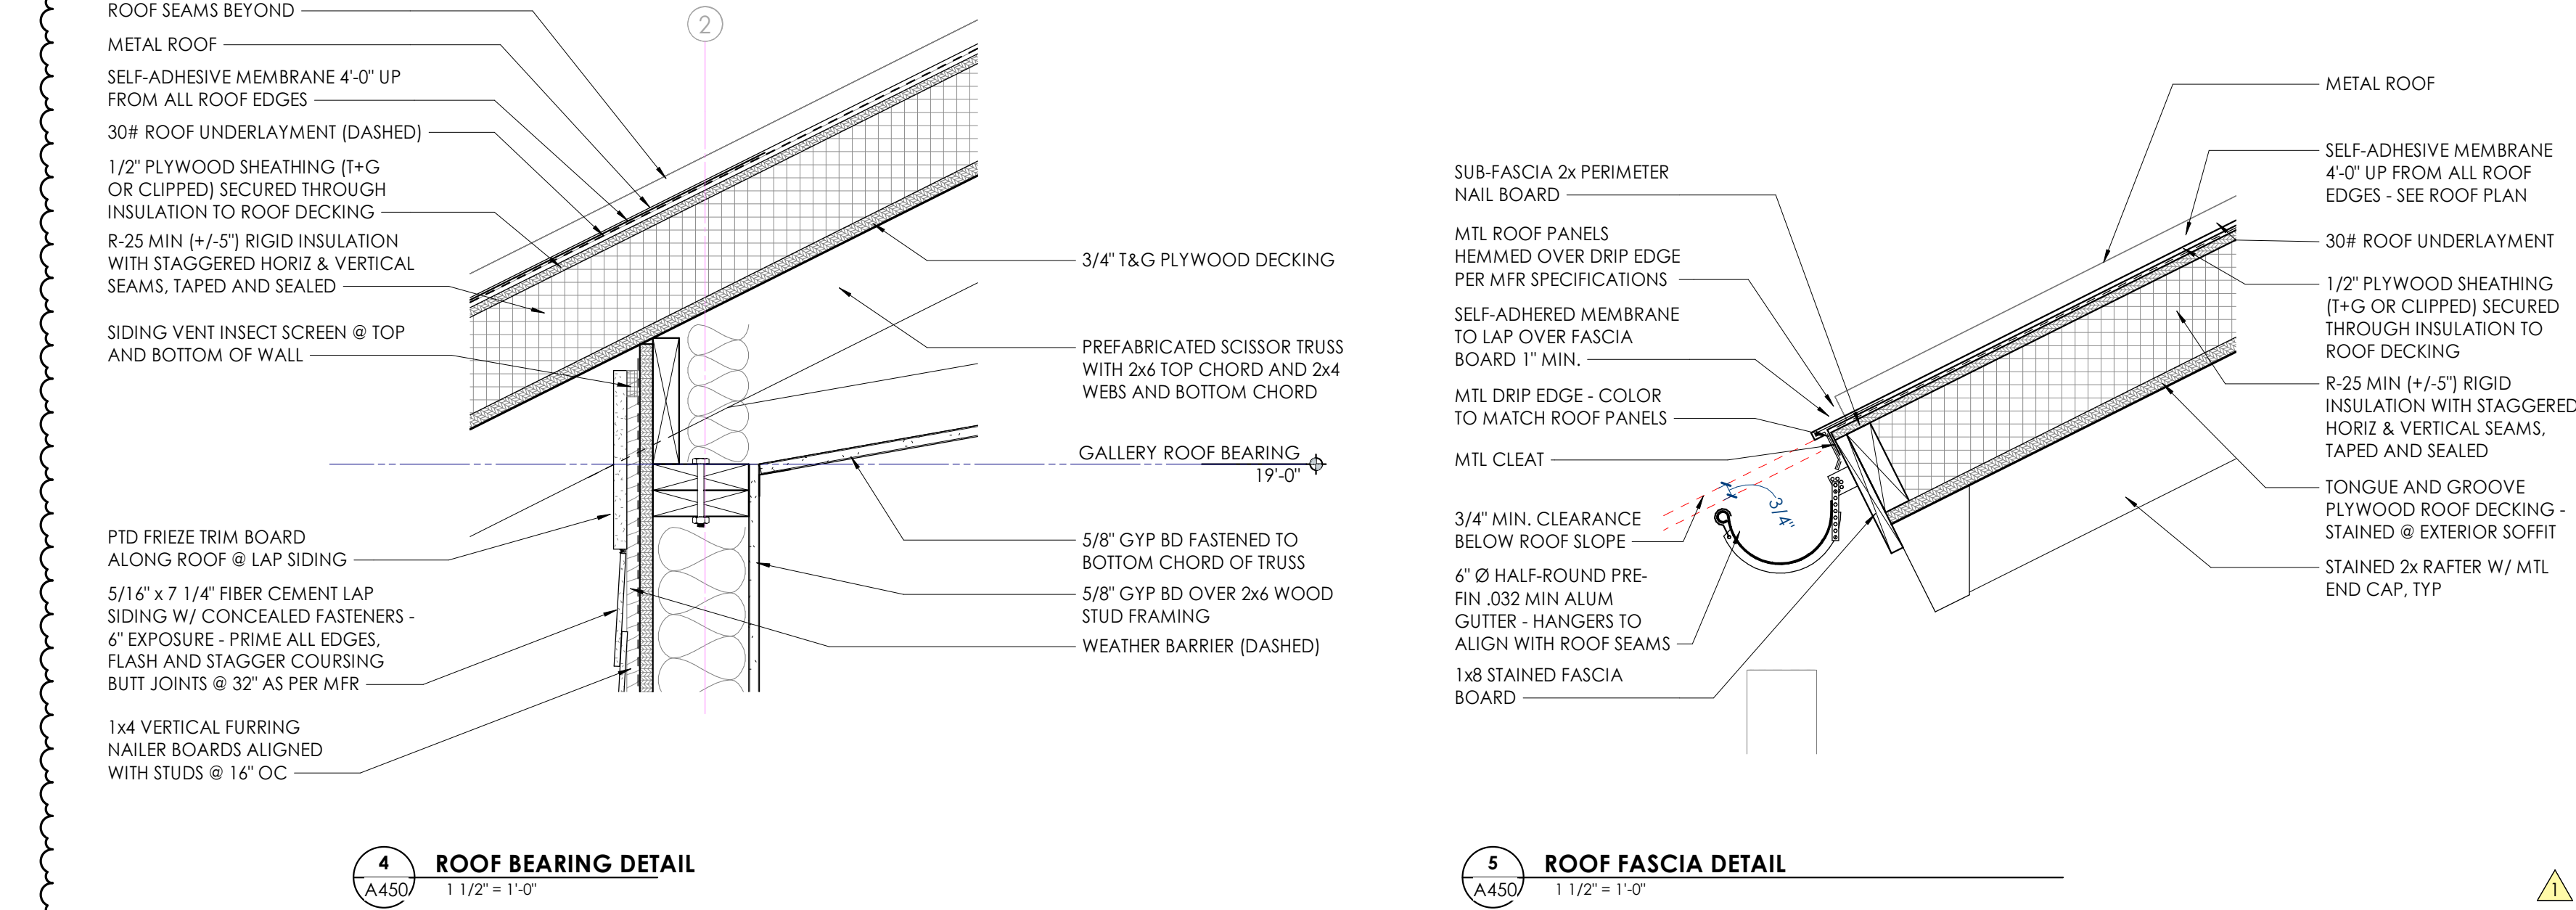 ROOF SEAMS BEYOND
METAL ROOF
SELF-ADHESIVE MEMBRANE 4'-0" UP
FROM ALL ROOF EDGES
30# ROOF UNDERLAYMENT (DASHED)
1/2" PLYWOOD SHEATHING (T+G
OR CLIPPED) SECURED THROUGH
INSULATION TO ROOF DECKING
R-25 MIN (+/-5") RIGID INSULATION
WITH STAGGERED HORIZ & VERTICAL
SEAMS, TAPED AND SEALED
SIDING VENT INSECT SCREEN @ TOP
AND BOTTOM OF WALL
PTD FRIEZE TRIM BOARD
ALONG ROOF @ LAP SIDING
5/16" x 7 1/4" FIBER CEMENT LAP
SIDING W/ CONCEALED FASTENERS -
6" EXPOSURE - PRIME ALL EDGES,
FLASH AND STAGGER COURSING
BUTT JOINTS @ 32" AS PER MFR
1x4 VERTICAL FURRING
NAILER BOARDS ALIGNED
WITH STUDS @ 16" OC
2
3/4" T&G PLYWOOD DECKING
PREFABRICATED SCISSOR TRUSS
WITH 2x6 TOP CHORD AND 2x4
WEBS AND BOTTOM CHORD
GALLERY ROOF BEARING
19'-0"
5/8" GYP BD FASTENED TO
BOTTOM CHORD OF TRUSS
5/8" GYP BD OVER 2x6 WOOD
STUD FRAMING
WEATHER BARRIER (DASHED)
4
A450
ROOF BEARING DETAIL
1 1/2" = 1'-0"
SUB-FASCIA 2x PERIMETER
NAIL BOARD
MTL ROOF PANELS
HEMMED OVER DRIP EDGE
PER MFR SPECIFICATIONS
SELF-ADHERED MEMBRANE
TO LAP OVER FASCIA
BOARD 1" MIN.
MTL DRIP EDGE - COLOR
TO MATCH ROOF PANELS
MTL CLEAT
3/4" MIN. CLEARANCE
BELOW ROOF SLOPE
6" Ø HALF-ROUND PRE-
FIN .032 MIN ALUM
GUTTER - HANGERS TO
ALIGN WITH ROOF SEAMS
1x8 STAINED FASCIA
BOARD
3/4"
METAL ROOF
SELF-ADHESIVE MEMBRANE
4'-0" UP FROM ALL ROOF
EDGES - SEE ROOF PLAN
30# ROOF UNDERLAYMENT
1/2" PLYWOOD SHEATHING
(T+G OR CLIPPED) SECURED
THROUGH INSULATION TO
ROOF DECKING
R-25 MIN (+/-5") RIGID
INSULATION WITH STAGGERED
HORIZ & VERTICAL SEAMS,
TAPED AND SEALED
TONGUE AND GROOVE
PLYWOOD ROOF DECKING -
STAINED @ EXTERIOR SOFFIT
STAINED 2x RAFTER W/ MTL
END CAP, TYP
5
A450
ROOF FASCIA DETAIL
1 1/2" = 1'-0"
1